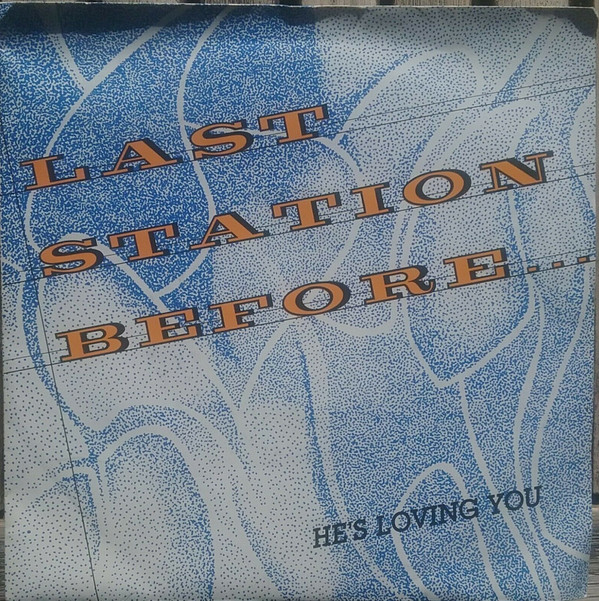 LAST
STATION
BEFORE...
HE'S LOVING YOU